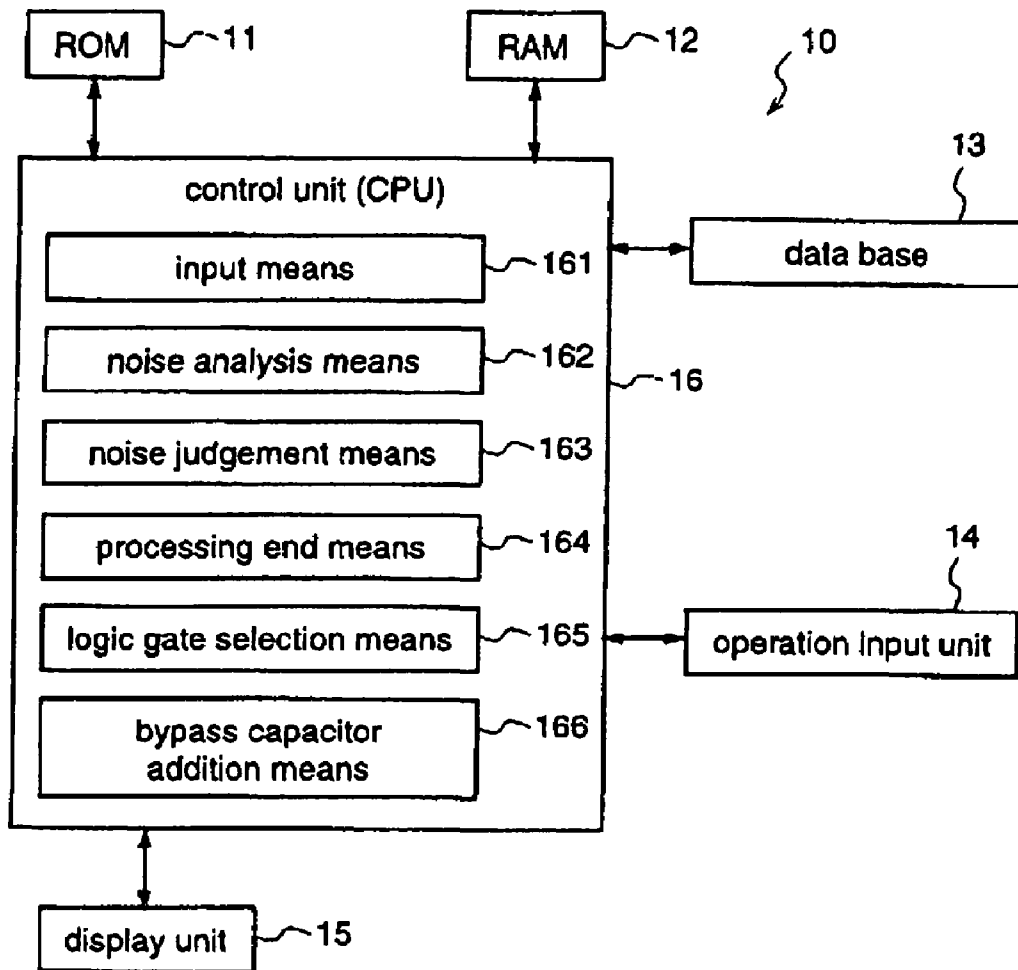 ROM 11
RAM 12
10
control unit (CPU)
13
data base
input means 161
noise analysis means 162
16
noise judgement means 163
processing end means 164
14
logic gate selection means 165
operation input unit
bypass capacitor
addition means
166
display unit 15